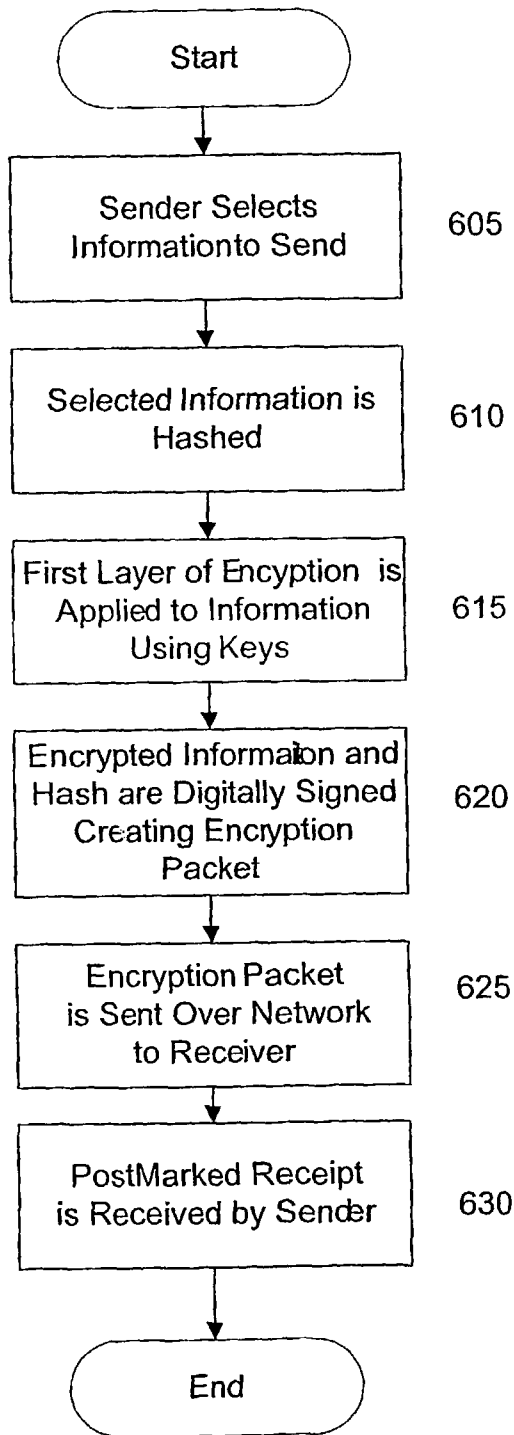 Start
Sender Selects
Informationto Send
605
Selected Information is
Hashed
610
First Layer of Encyption is
Applied to Information
Using Keys
615
Encrypted Information and
Hash are Digitally Signed
Creating Encryption
Packet
620
Encryption Packet
is Sent Over Network
to Receiver
625
PostMarked Receipt
is Received by Sender
630
End